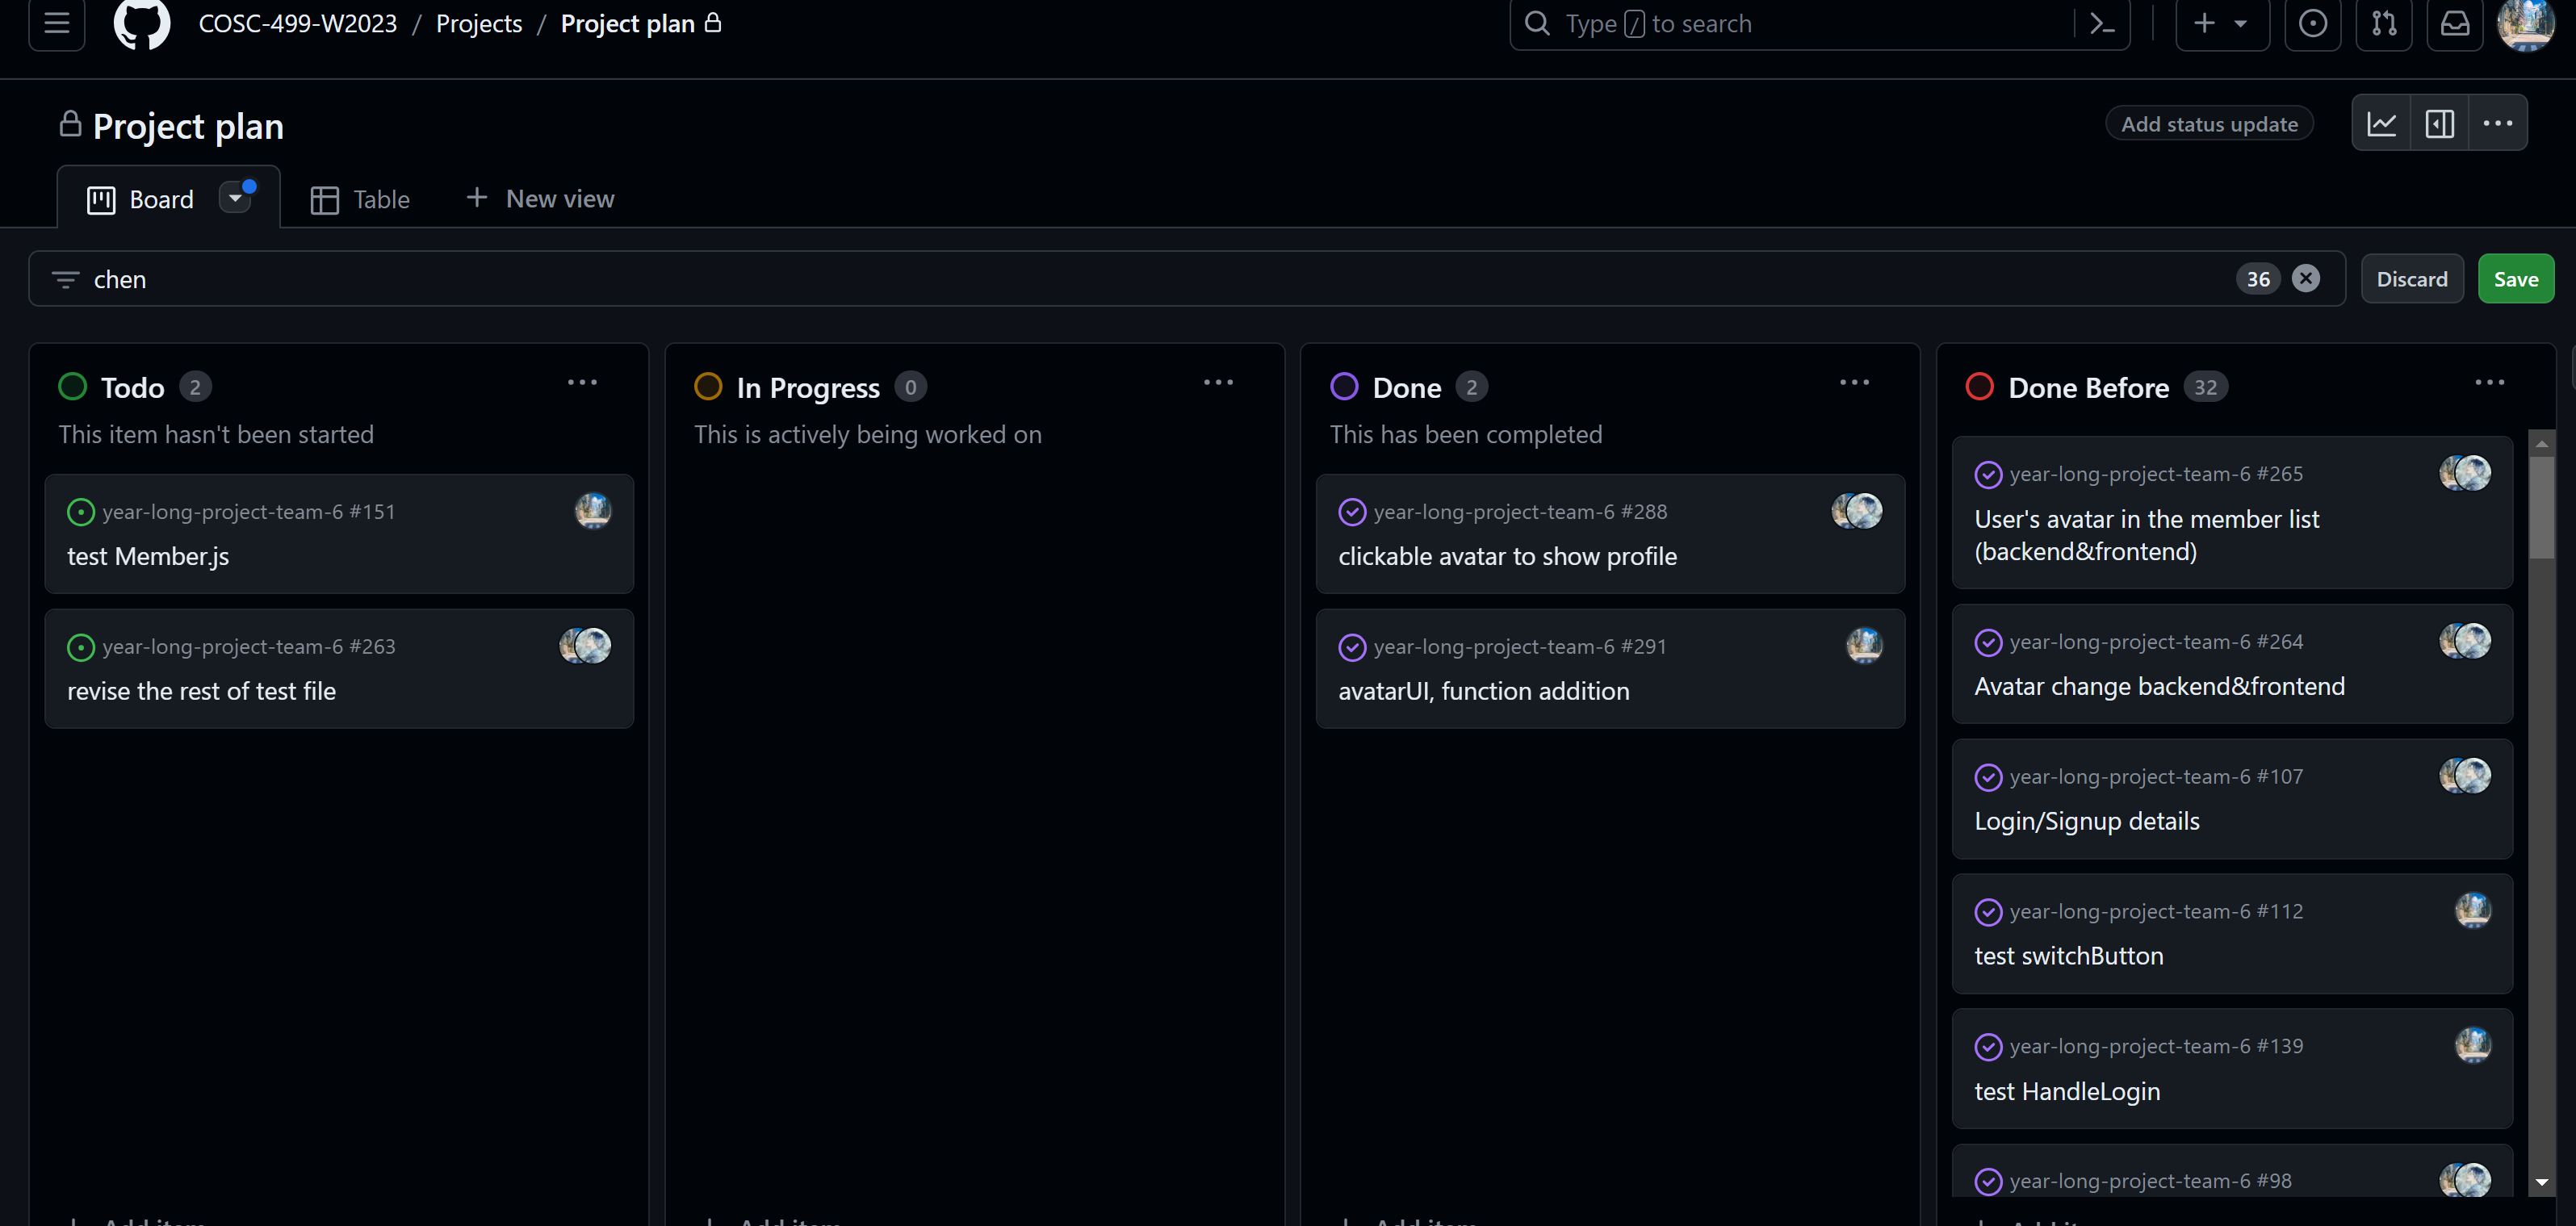 COSC-499-W2023 / Projects / Project plan
Type / to search
Project plan
Add status update
Board
Table
New view
chen
36
Discard
Save
Todo 2
This item hasn't been started
year-long-project-team-6 #151
test Member.js
year-long-project-team-6 #263
revise the rest of test file
Add item
In Progress 0
This is actively being worked on
Add item
Done 2
This has been completed
year-long-project-team-6 #288
clickable avatar to show profile
year-long-project-team-6 #291
avatarUI, function addition
Add item
Done Before 32
year-long-project-team-6 #265
User's avatar in the member list
(backend&frontend)
year-long-project-team-6 #264
Avatar change backend&frontend
year-long-project-team-6 #107
Login/Signup details
year-long-project-team-6 #112
test switchButton
year-long-project-team-6 #139
test HandleLogin
year-long-project-team-6 #98